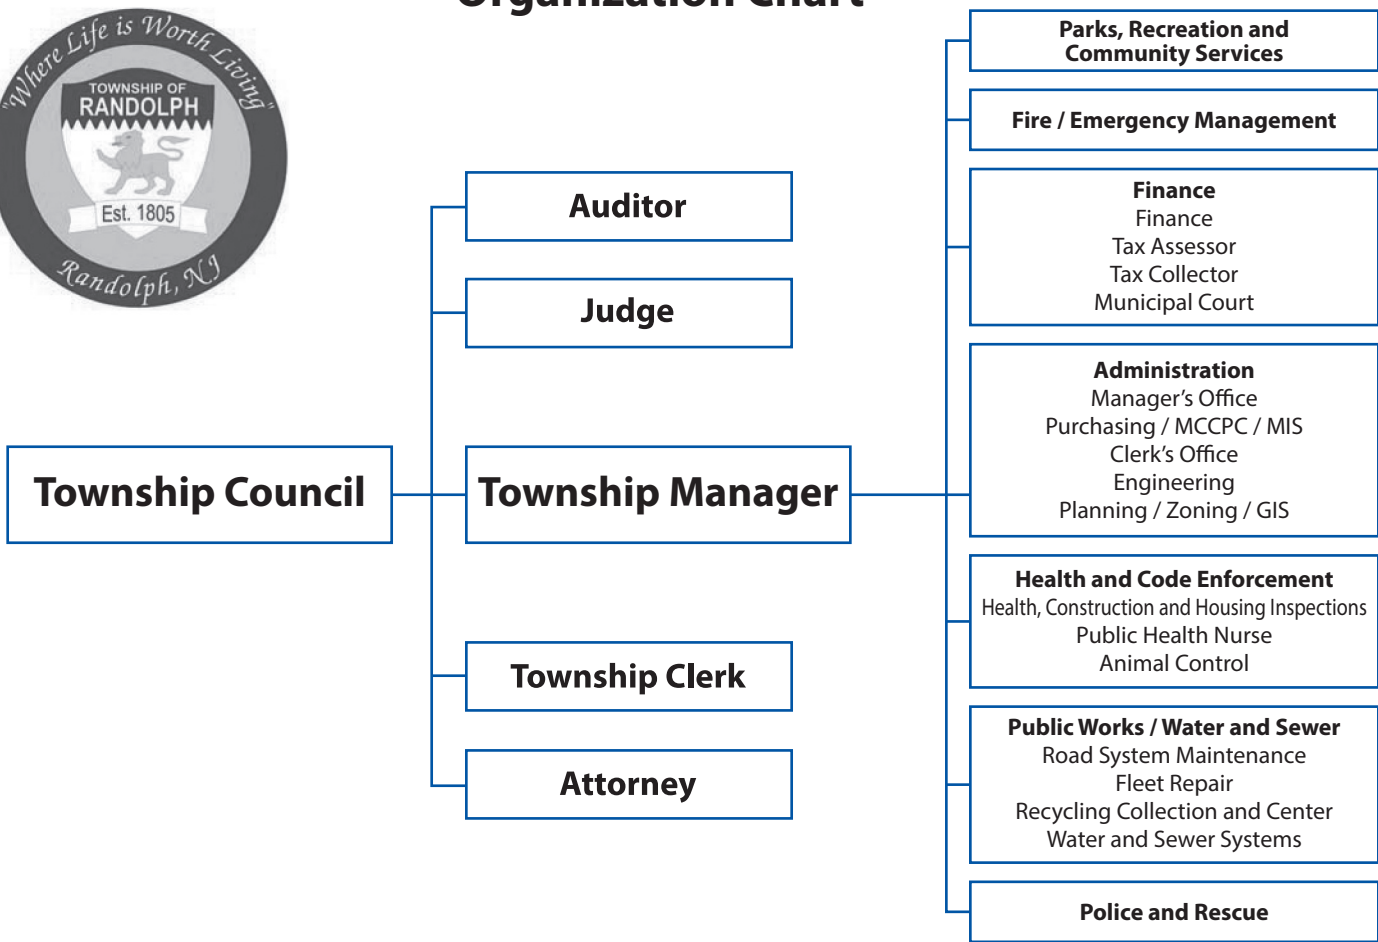 Organization Chart
"Where Life is Worth Living"
TOWNSHIP OF
RANDOLPH
Est. 1805
Randolph, NJ
Township Council
Auditor
Judge
Township Manager
Township Clerk
Attorney
Parks, Recreation and
Community Services
Fire / Emergency Management
Finance
Finance
Tax Assessor
Tax Collector
Municipal Court
Administration
Manager’s Office
Purchasing / MCCPC / MIS
Clerk’s Office
Engineering
Planning / Zoning / GIS
Health and Code Enforcement
Health, Construction and Housing Inspections
Public Health Nurse
Animal Control
Public Works / Water and Sewer
Road System Maintenance
Fleet Repair
Recycling Collection and Center
Water and Sewer Systems
Police and Rescue